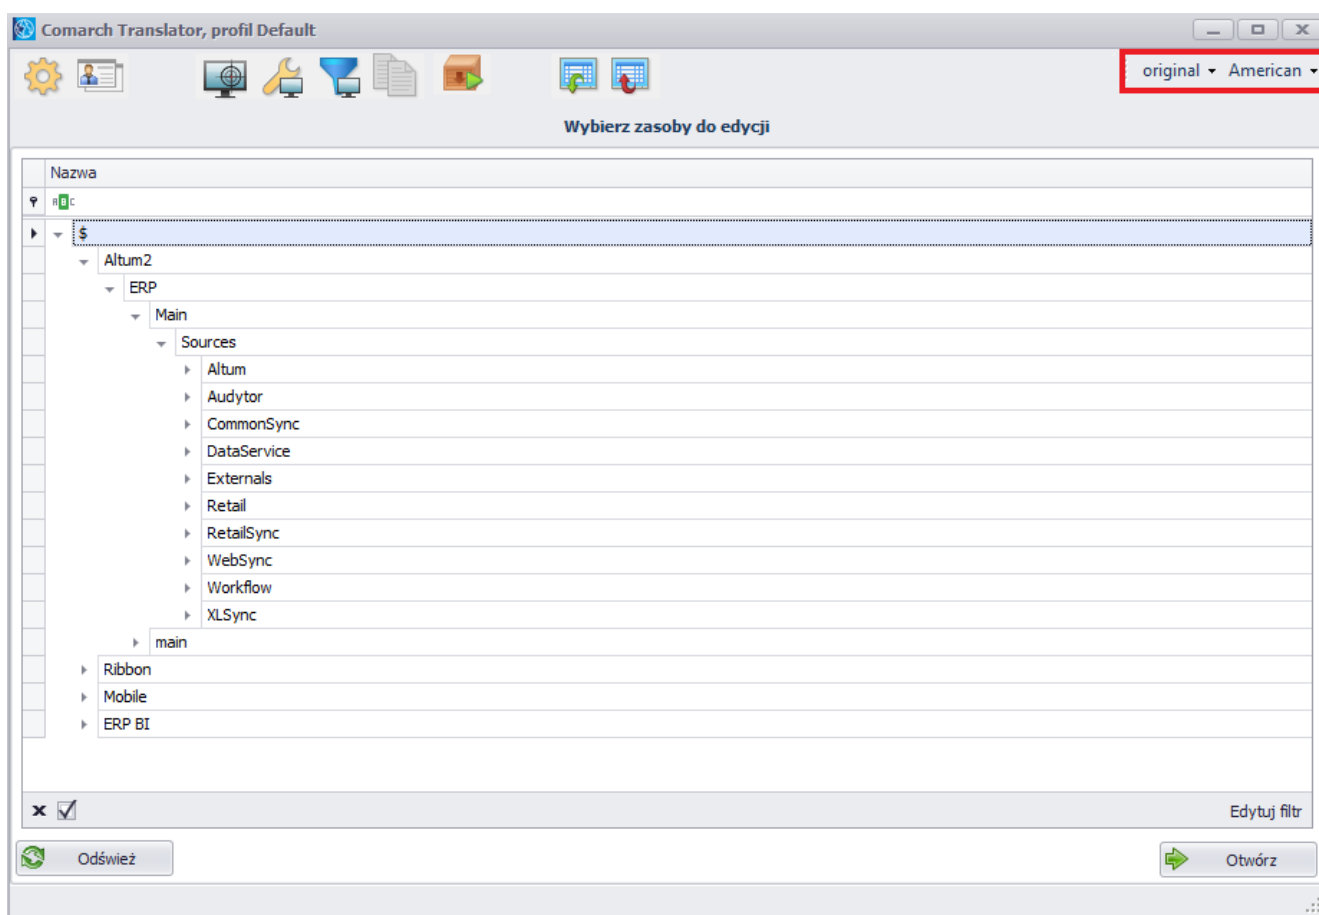 Comarch Translator, profil Default
original American
Wybierz zasoby do edycji
Nazwa
ABC
$
Altum2
ERP
Main
Sources
Altum
Audytor
CommonSync
DataService
Externals
Retail
RetailSync
WebSync
Workflow
XLSync
main
Ribbon
Mobile
ERP BI
Edytuj filtr
Odśwież
Otwórz